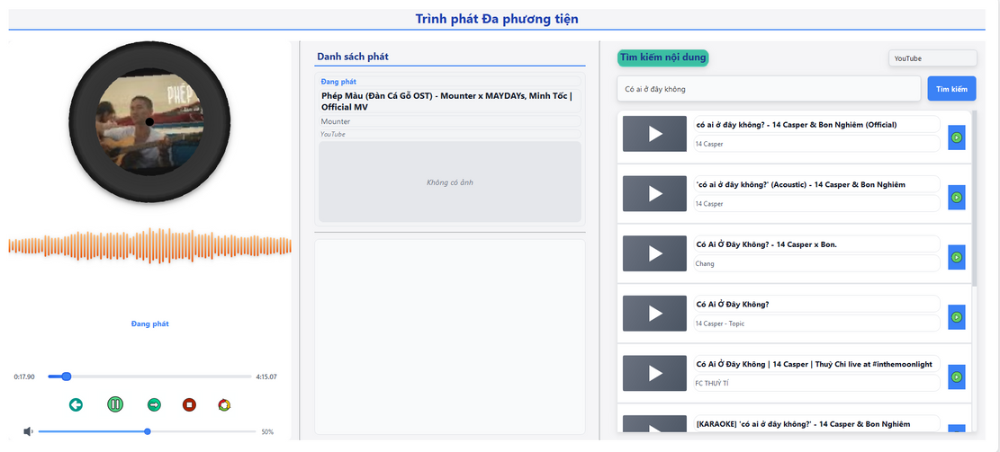 Trình phát Đa phương tiện
PHÉP
Đang phát
0:17.90
4:15.07
50%
Danh sách phát
Đang phát
Phép Màu (Đàn Cá Gỗ OST) - Mounter x MAYDAYs, Minh Tốc |
Official MV
Mounter
YouTube
Không có ảnh
Tìm kiếm nội dung
YouTube
Có ai ở đây không
Tìm kiếm
có ai ở đây không? - 14 Casper & Bon Nghiêm (Official)
14 Casper
'có ai ở đây không?' (Acoustic) - 14 Casper & Bon Nghiêm
14 Casper
Có Ai Ở Đây Không? - 14 Casper x Bon.
Chang
Có Ai Ở Đây Không?
14 Casper - Topic
Có Ai Ở Đây Không | 14 Casper | Thuỳ Chi live at #inthemoonlight
FC THUỲ TÍ
[KARAOKE] 'có ai ở đây không?' - 14 Casper & Bon Nghiêm